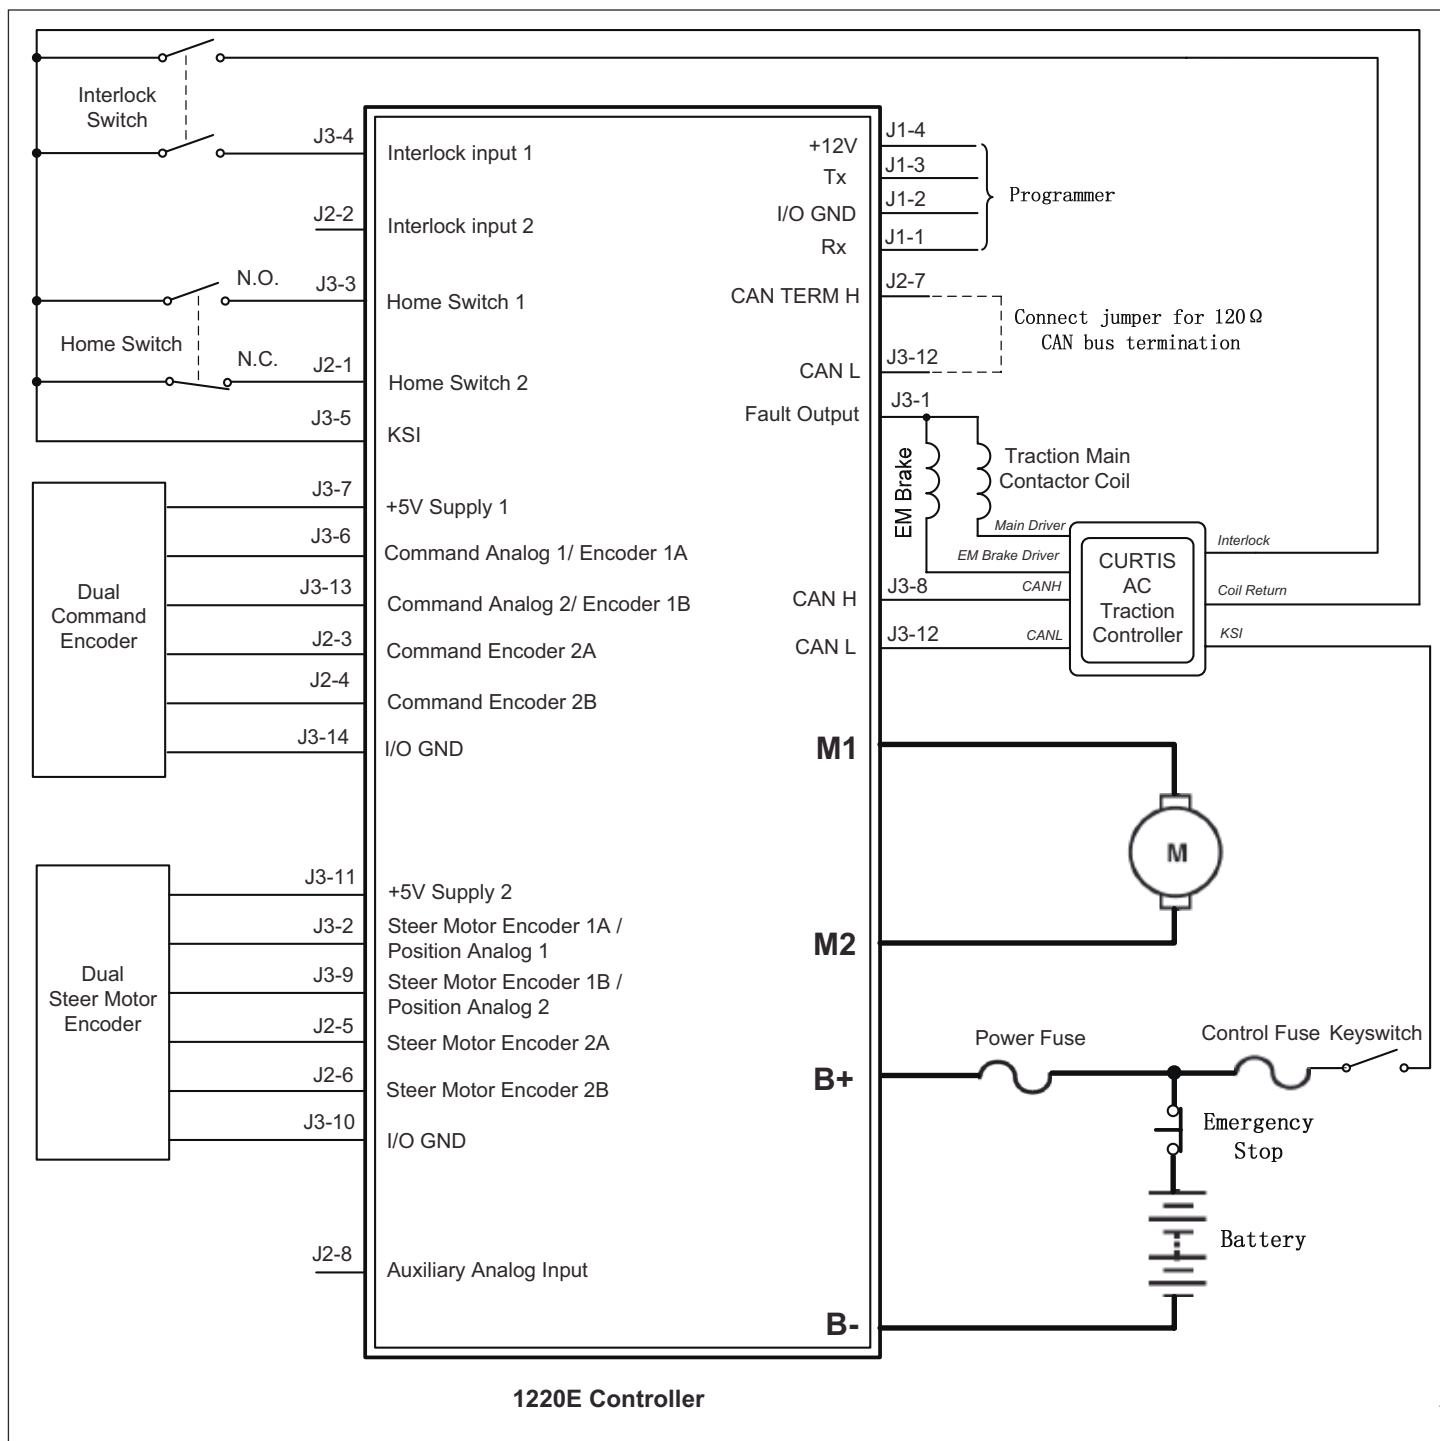 Interlock
Switch
J3-4
Interlock input 1
J2-2
Interlock input 2
N.O.
J3-3
Home Switch 1
Home Switch
N.C.
J2-1
Home Switch 2
J3-5
KSI
Dual
Command
Encoder
J3-7
+5V Supply 1
J3-6
Command Analog 1/ Encoder 1A
J3-13
Command Analog 2/ Encoder 1B
J2-3
Command Encoder 2A
J2-4
Command Encoder 2B
J3-14
I/O GND
Dual
Steer Motor
Encoder
J3-11
+5V Supply 2
J3-2
Steer Motor Encoder 1A /
Position Analog 1
J3-9
Steer Motor Encoder 1B /
Position Analog 2
J2-5
Steer Motor Encoder 2A
J2-6
Steer Motor Encoder 2B
J3-10
I/O GND
J2-8
Auxiliary Analog Input
+12V
J1-4
Tx
J1-3
I/O GND
J1-2
Rx
J1-1
Programmer
CAN TERM H
J2-7
Connect jumper for 120Ω
CAN bus termination
CAN L
J3-12
Fault Output
J3-1
EM Brake
Traction Main
Contactor Coil
Main Driver
EM Brake Driver
CAN H
J3-8
CANH
CAN L
J3-12
CANL
CURTIS
AC
Traction
Controller
Interlock
Coil Return
KSI
M1
M
M2
B+
Power Fuse
Control Fuse
Keyswitch
Emergency
Stop
Battery
B-
1220E Controller